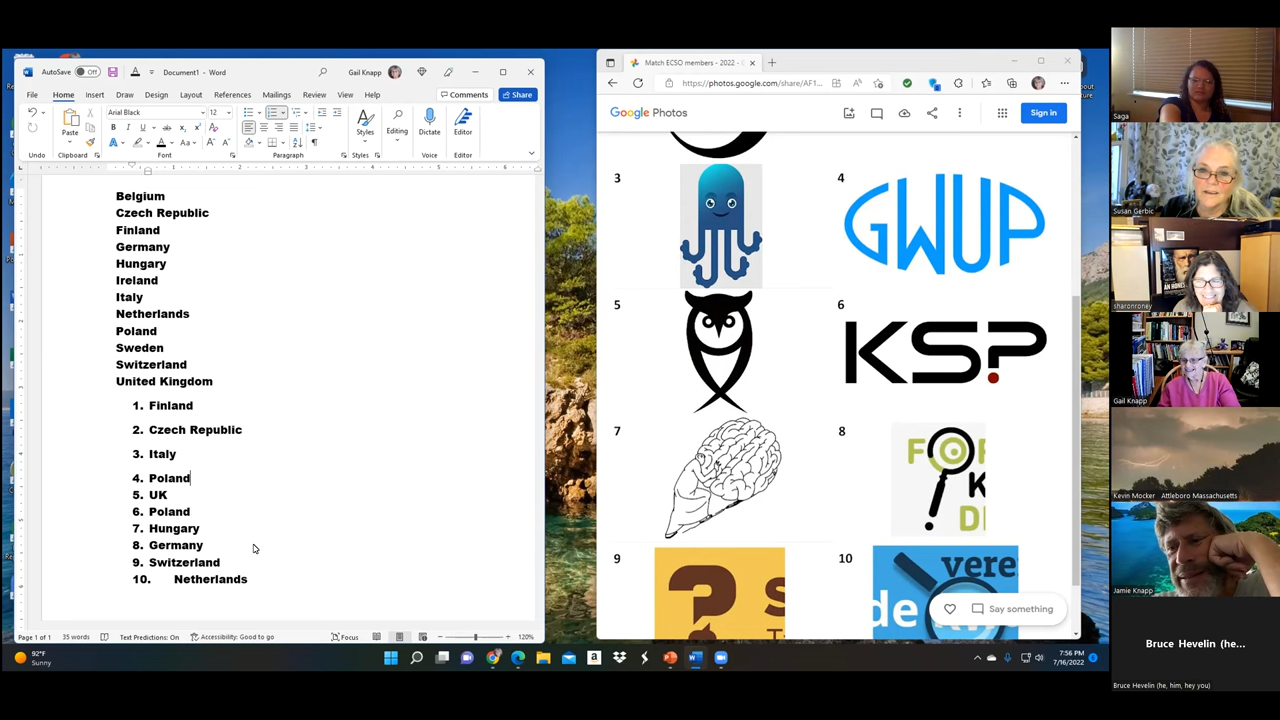 AutoSave Off Document1 - Word Gail Knapp
File Home Insert Draw Design Layout References Mailings Review View Help Comments Share
Arial Black 12
Paste
Styles Editing Dictate Editor
Undo Clipboard Font Paragraph Styles Voice Editor
Belgium
Czech Republic
Finland
Germany
Hungary
Ireland
Italy
Netherlands
Poland
Sweden
Switzerland
United Kingdom
1. Finland
2. Czech Republic
3. Italy
4. Poland
5. UK
6. Poland
7. Hungary
8. Germany
9. Switzerland
10. Netherlands
Page 1 of 1 35 words Text Predictions: On Accessibility: Good to go Focus 120%
Match ECSO members - 2022 -
https://photos.google.com/share/AF1...
Google Photos Sign in
3
4
GWUP
5
6
KSP
7
8
FOR
K
DI
9
S
T
10
vere
de
Say something
92°F
Sunny
7:56 PM
7/16/2022
Saga
Susan Gerbic
sharonroney
Gail Knapp
Kevin Mocker Attleboro Massachusetts
Jamie Knapp
Bruce Hevelin (he...
Bruce Hevelin (he, him, hey you)